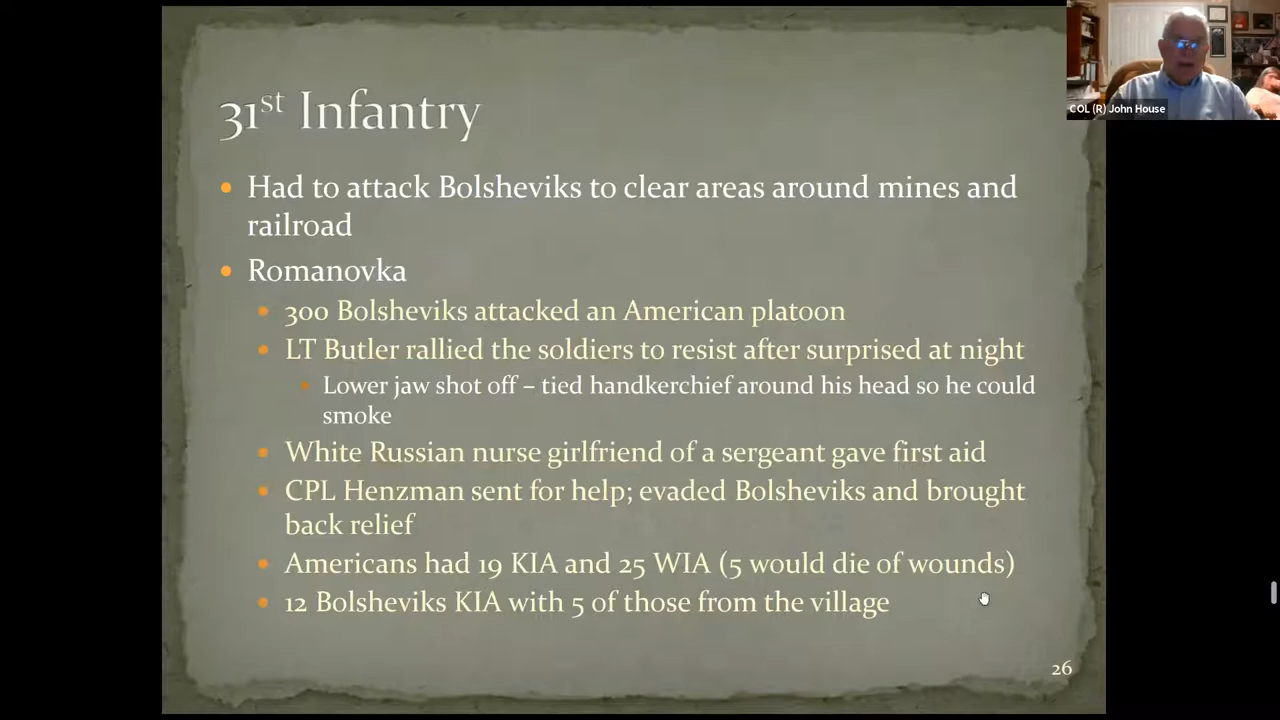 COL (R) John House
31st Infantry
Had to attack Bolsheviks to clear areas around mines and
railroad
Romanovka
300 Bolsheviks attacked an American platoon
LT Butler rallied the soldiers to resist after surprised at night
Lower jaw shot off – tied handkerchief around his head so he could
smoke
White Russian nurse girlfriend of a sergeant gave first aid
CPL Henzman sent for help; evaded Bolsheviks and brought
back relief
Americans had 19 KIA and 25 WIA (5 would die of wounds)
12 Bolsheviks KIA with 5 of those from the village
26